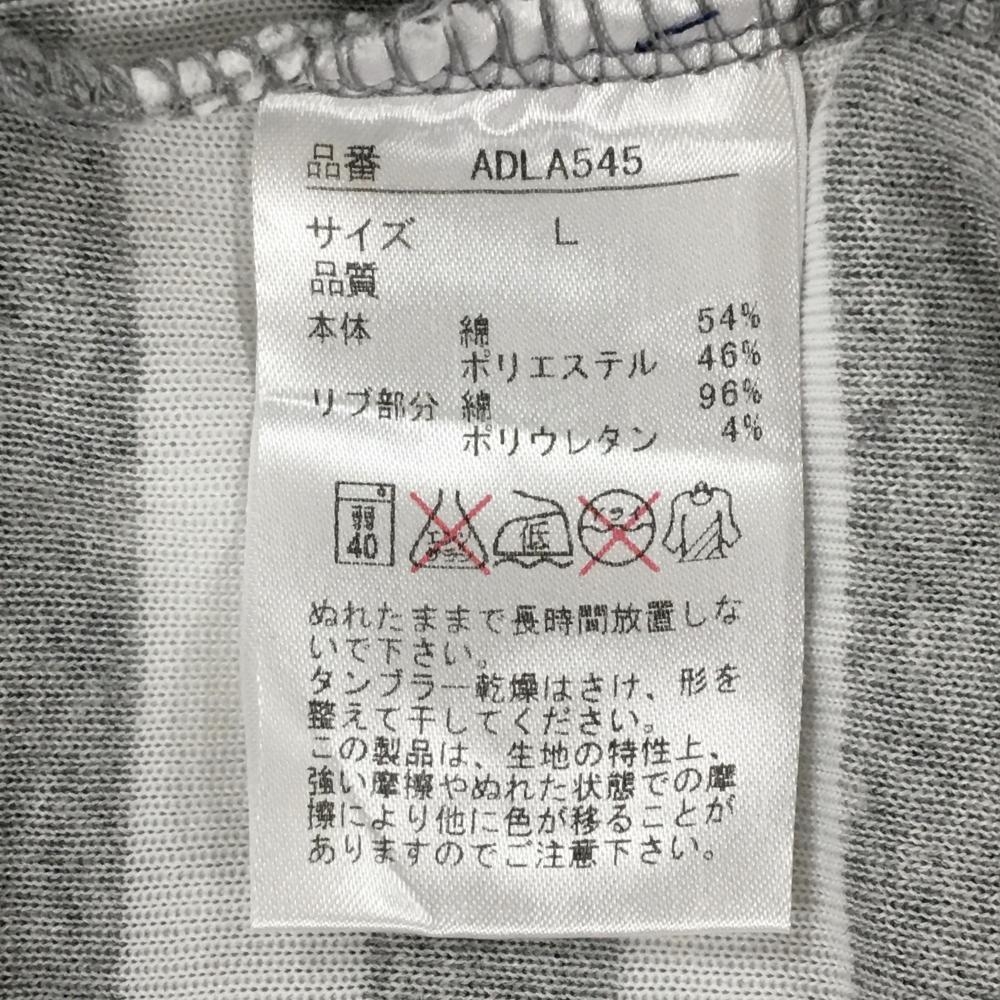 品番 ADLA545
サイズ L
品質
本体 綿 54%
ポリエステル 46%
リブ部分 綿 96%
ポリウレタン 4%
弱
40
低
ぬれたままで長時間放置しな
いで下さい。
タンブラー乾燥はさけ、形を
整えて干してください。
この製品は、生地の特性上、
強い摩擦やぬれた状態での摩
擦により他に色が移ることが
ありますのでご注意下さい。